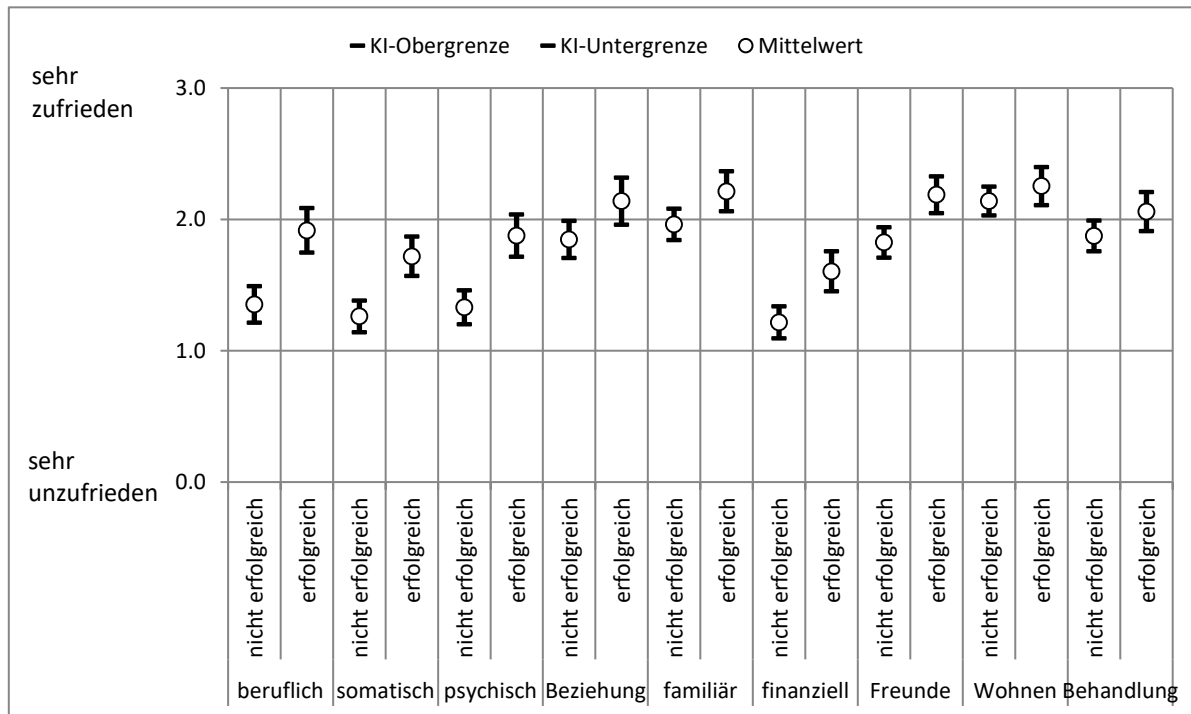 KI-Obergrenze KI-Untergrenze Mittelwert
sehr
zufrieden
3.0
2.0
1.0
sehr
unzufrieden
0.0
nicht erfolgreich
erfolgreich
nicht erfolgreich
erfolgreich
nicht erfolgreich
erfolgreich
nicht erfolgreich
erfolgreich
nicht erfolgreich
erfolgreich
nicht erfolgreich
erfolgreich
nicht erfolgreich
erfolgreich
nicht erfolgreich
erfolgreich
nicht erfolgreich
erfolgreich
beruflich somatisch psychisch Beziehung familiär finanziell Freunde Wohnen Behandlung